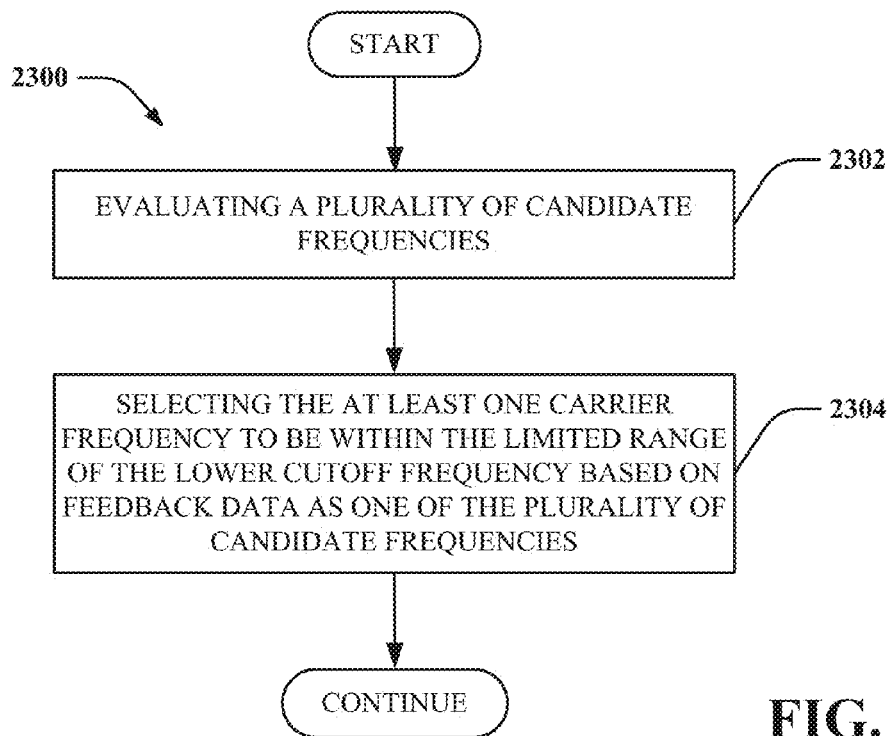 START
2300
2302
EVALUATING A PLURALITY OF CANDIDATE
FREQUENCIES
2304
SELECTING THE AT LEAST ONE CARRIER
FREQUENCY TO BE WITHIN THE LIMITED RANGE
OF THE LOWER CUTOFF FREQUENCY BASED ON
FEEDBACK DATA AS ONE OF THE PLURALITY OF
CANDIDATE FREQUENCIES
CONTINUE
FIG.